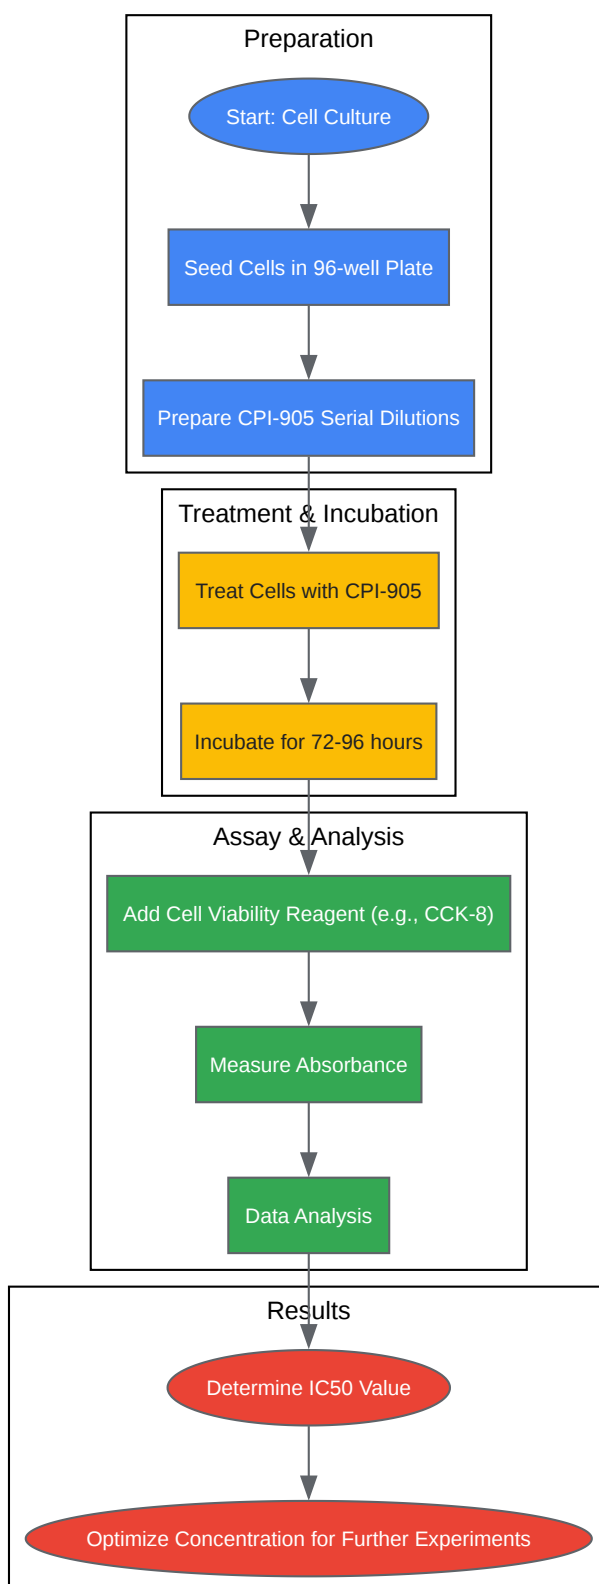 Preparation
Start: Cell Culture
Seed Cells in 96-well Plate
Prepare CPI-905 Serial Dilutions
Treatment & Incubation
Treat Cells with CPI-905
Incubate for 72-96 hours
Assay & Analysis
Add Cell Viability Reagent (e.g., CCK-8)
Measure Absorbance
Data Analysis
Results
Determine IC50 Value
Optimize Concentration for Further Experiments